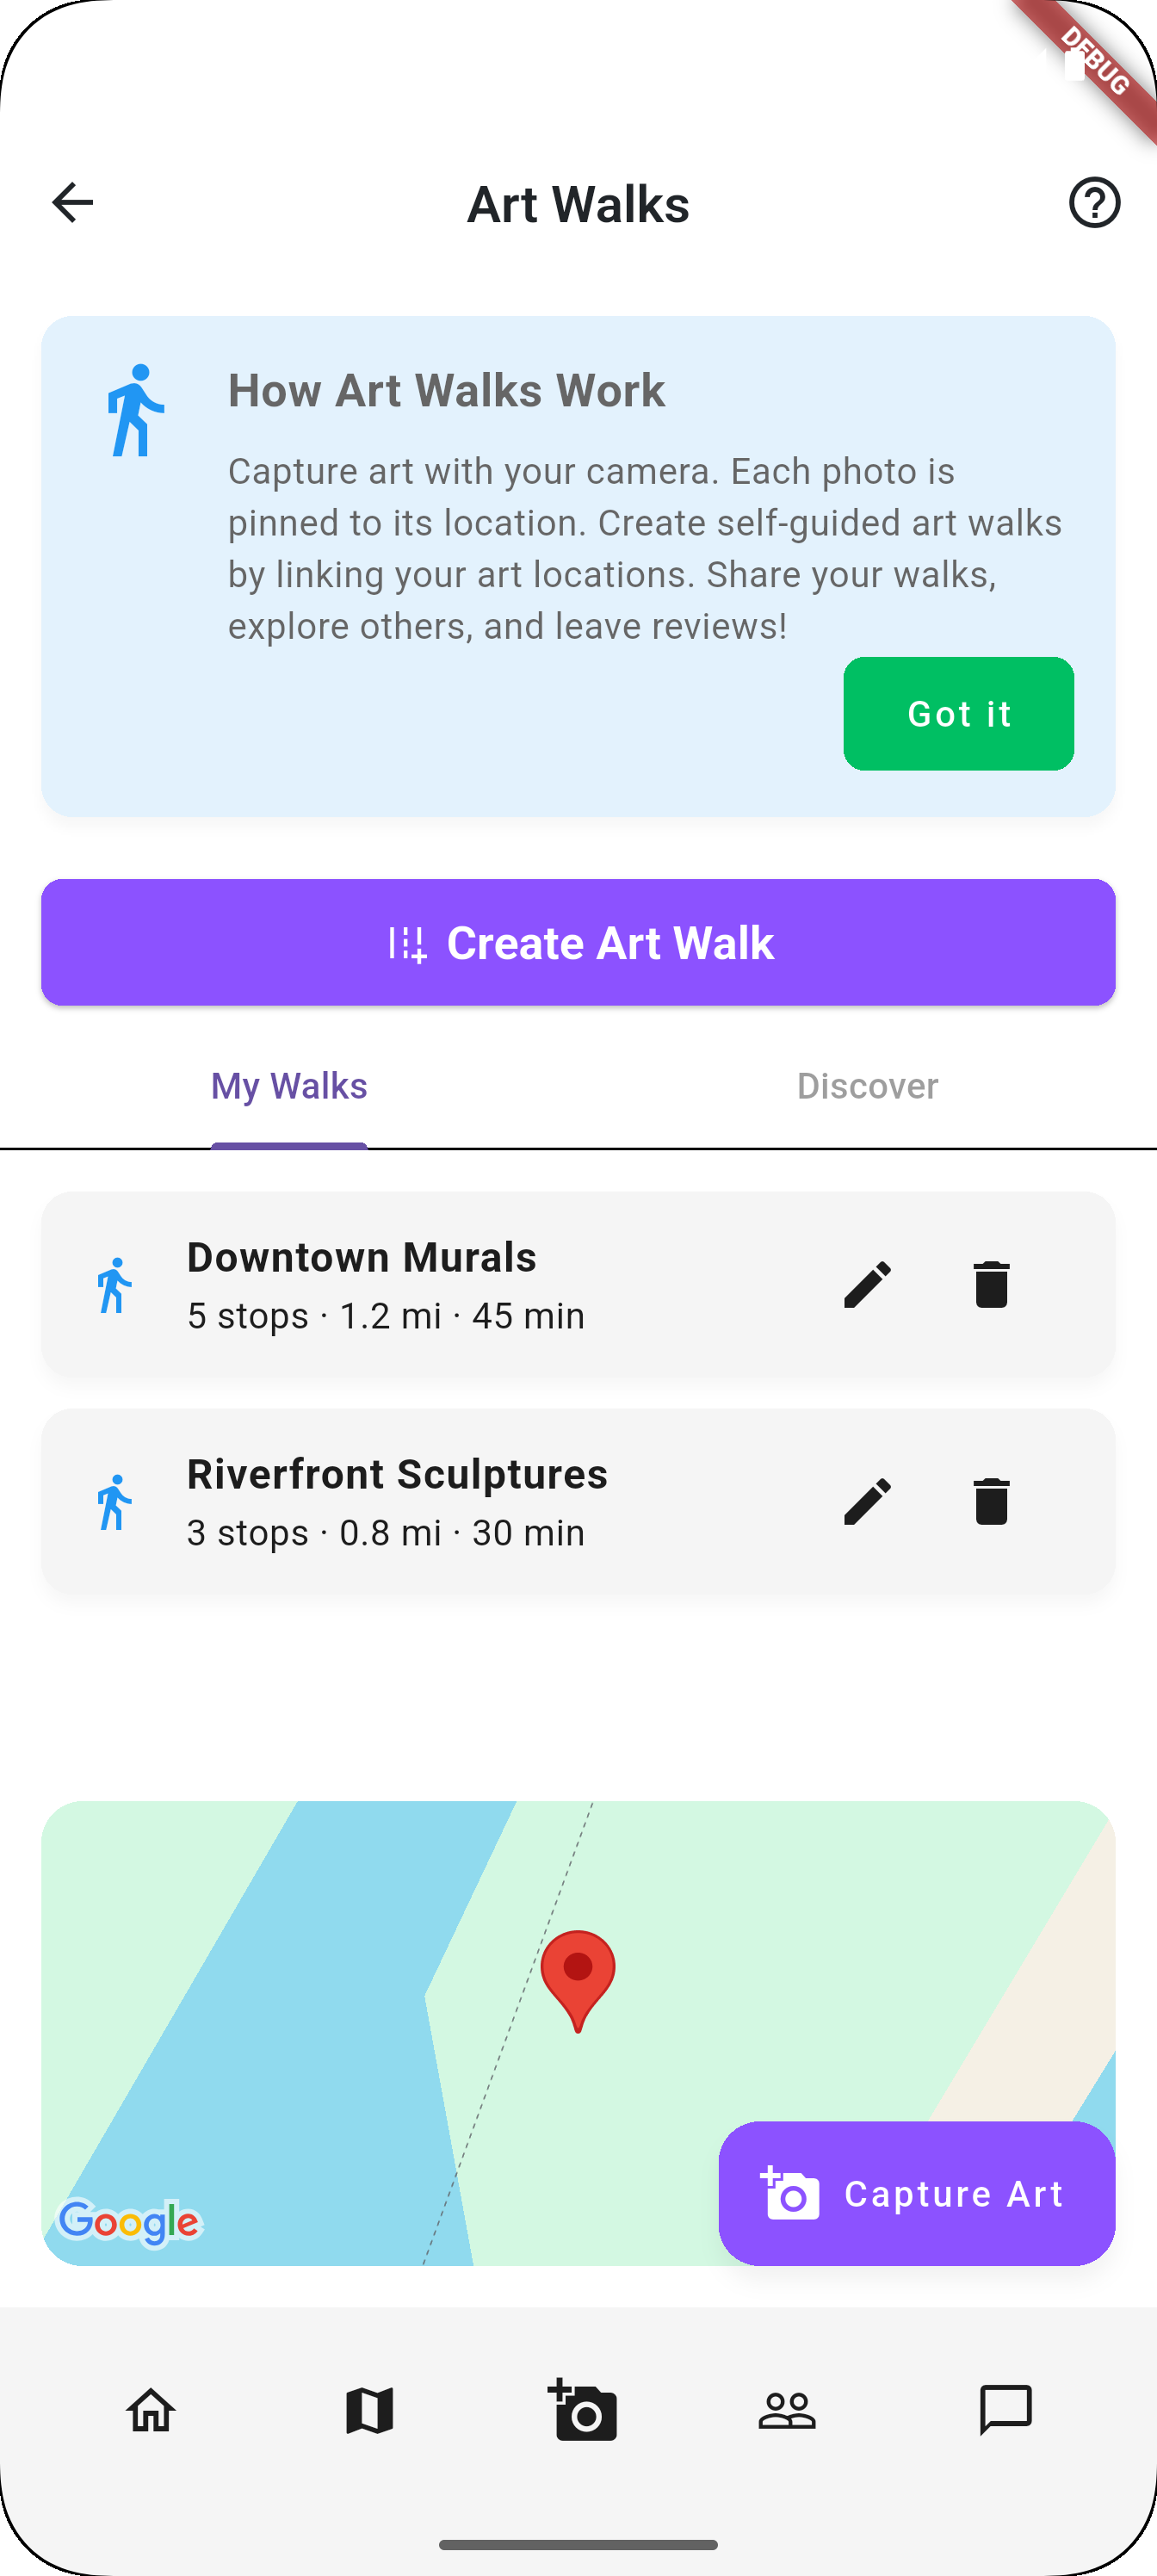 DEBUG
Art Walks
How Art Walks Work
Capture art with your camera. Each photo is
pinned to its location. Create self-guided art walks
by linking your art locations. Share your walks,
explore others, and leave reviews!
Got it
Create Art Walk
My Walks
Discover
Downtown Murals
5 stops · 1.2 mi · 45 min
Riverfront Sculptures
3 stops · 0.8 mi · 30 min
Google
Capture Art